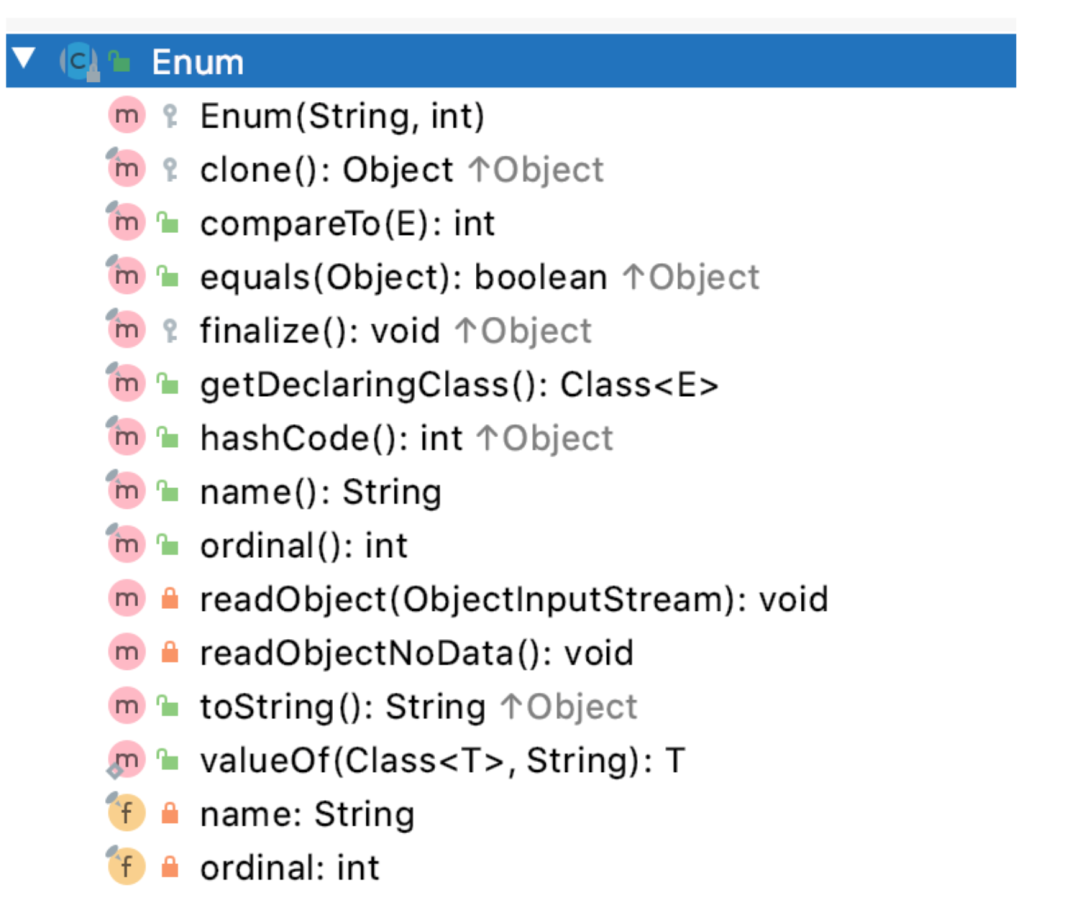 Enum
Enum(String, int)
clone(): Object ↑Object
compareTo(E): int
equals(Object): boolean ↑Object
finalize(): void ↑Object
getDeclaringClass(): Class<E>
hashCode(): int ↑Object
name(): String
ordinal(): int
readObject(ObjectInputStream): void
readObjectNoData(): void
toString(): String ↑Object
valueOf(Class<T>, String): T
name: String
ordinal: int